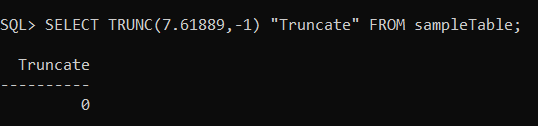 SQL> SELECT TRUNC(7.61889,-1) "Truncate" FROM sampleTable;
Truncate
----------
0